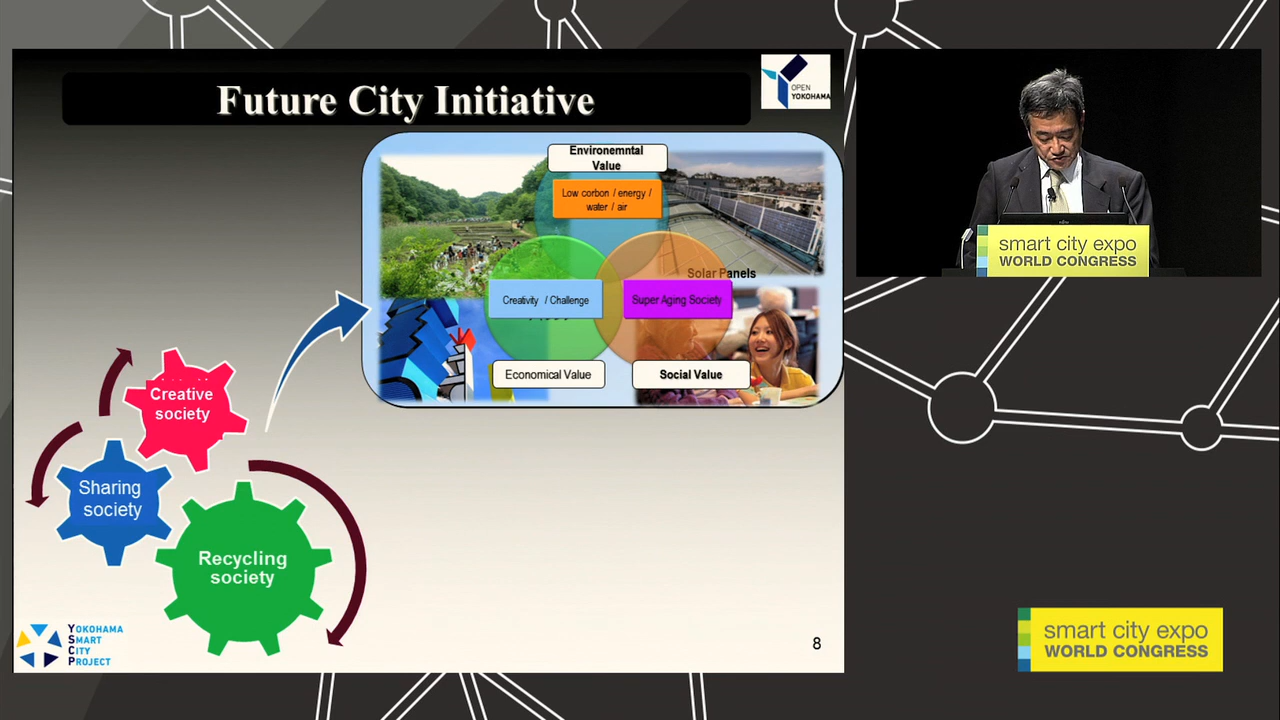 Future City Initiative
OPEN
YOKOHAMA
Environemntal
Value
Low corbon / energy /
water / air
Solar Panels
Creativity / Challenge
Super Aging Society
Economical Value
Social Value
Creative
society
Sharing
society
Recycling
society
YOKOHAMA
SMART
CITY
PROJECT
8
smart city expo
WORLD CONGRESS
smart city expo
WORLD CONGRESS